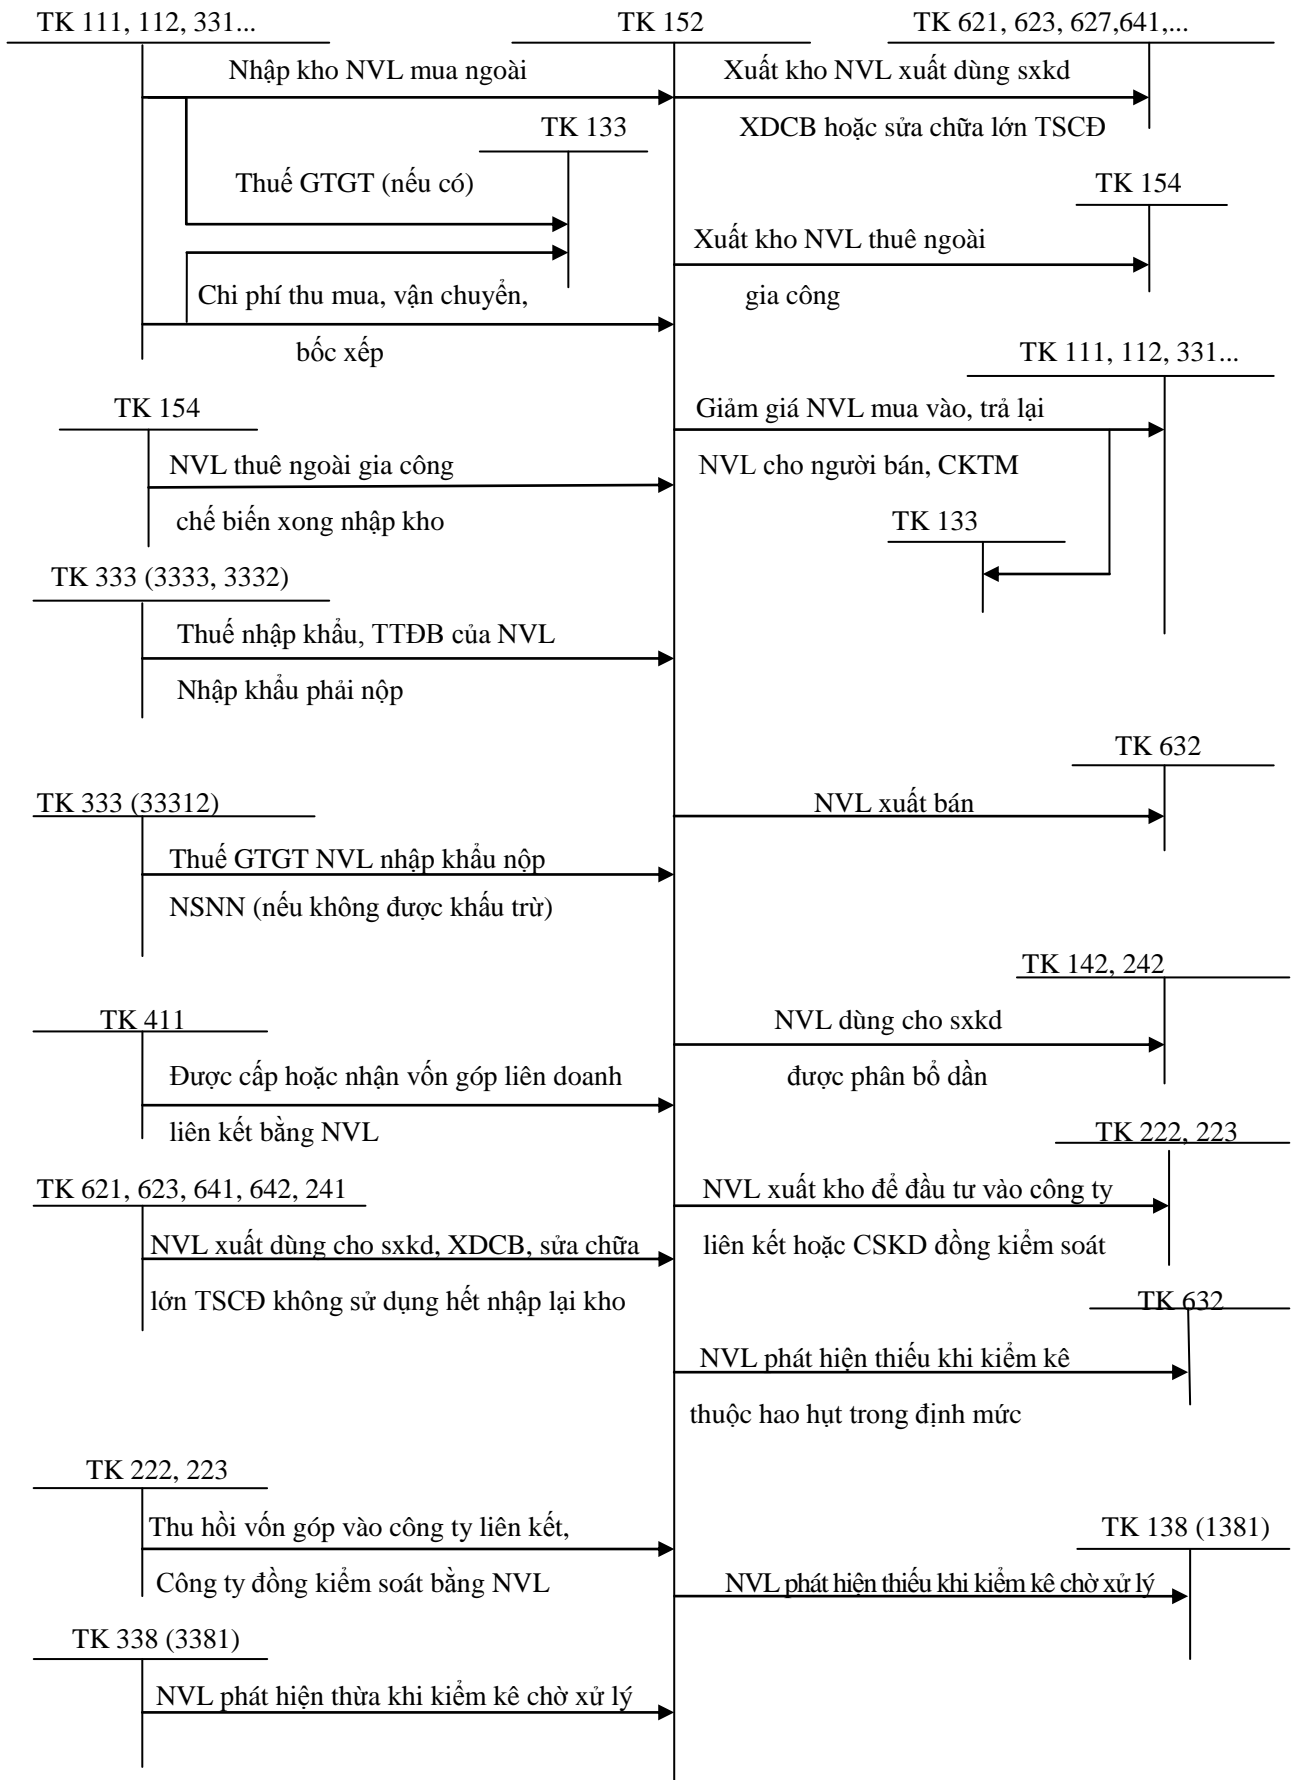 TK 111, 112, 331...
TK 152
TK 621, 623, 627,641,...
Nhập kho NVL mua ngoài
Xuất kho NVL xuất dùng sxkd
TK 133
XDCB hoặc sửa chữa lớn TSCĐ
Thuế GTGT (nếu có)
TK 154
Xuất kho NVL thuê ngoài
Chi phí thu mua, vận chuyển,
gia công
bốc xếp
TK 111, 112, 331...
TK 154
Giảm giá NVL mua vào, trả lại
NVL thuê ngoài gia công
NVL cho người bán, CKTM
chế biến xong nhập kho
TK 133
TK 333 (3333, 3332)
Thuế nhập khẩu, TTĐB của NVL
Nhập khẩu phải nộp
TK 632
TK 333 (33312)
NVL xuất bán
Thuế GTGT NVL nhập khẩu nộp
NSNN (nếu không được khấu trừ)
TK 142, 242
TK 411
NVL dùng cho sxkd
Được cấp hoặc nhận vốn góp liên doanh
được phân bổ dần
liên kết bằng NVL
TK 222, 223
TK 621, 623, 641, 642, 241
NVL xuất kho để đầu tư vào công ty
NVL xuất dùng cho sxkd, XDCB, sửa chữa
liên kết hoặc CSKD đồng kiểm soát
lớn TSCĐ không sử dụng hết nhập lại kho
TK 632
NVL phát hiện thiếu khi kiểm kê
thuộc hao hụt trong định mức
TK 222, 223
Thu hồi vốn góp vào công ty liên kết,
TK 138 (1381)
Công ty đồng kiểm soát bằng NVL
NVL phát hiện thiếu khi kiểm kê chờ xử lý
TK 338 (3381)
NVL phát hiện thừa khi kiểm kê chờ xử lý